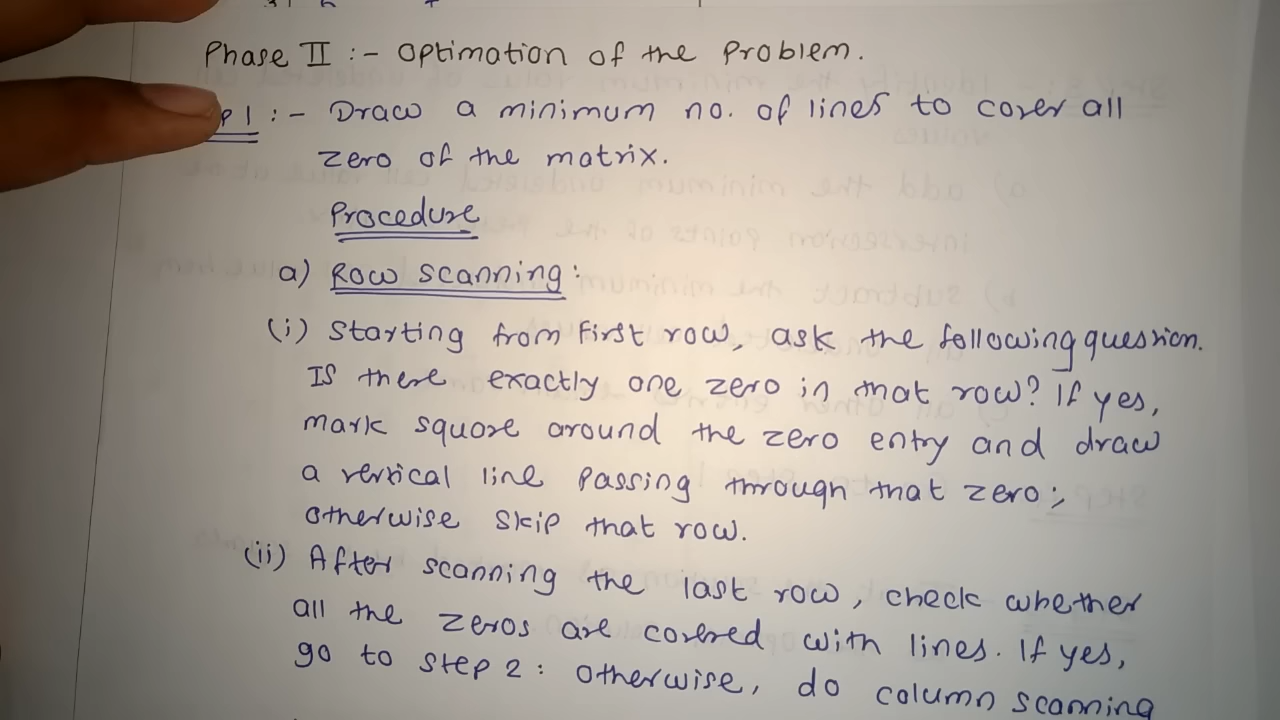 Phase II :- Optimation of the Problem.
p 1 :- Draw a minimum no. of lines to cover all
zero of the matrix.
Procedure
a) Row scanning:
(i) Starting from First row, ask the following question.
Is there exactly one zero in that row? If yes,
mark square around the zero entry and draw
a vertical line passing through that zero;
otherwise skip that row.
(ii) After scanning the last row, check whether
all the zeros are covered with lines. If yes,
go to step 2: otherwise, do column scanning